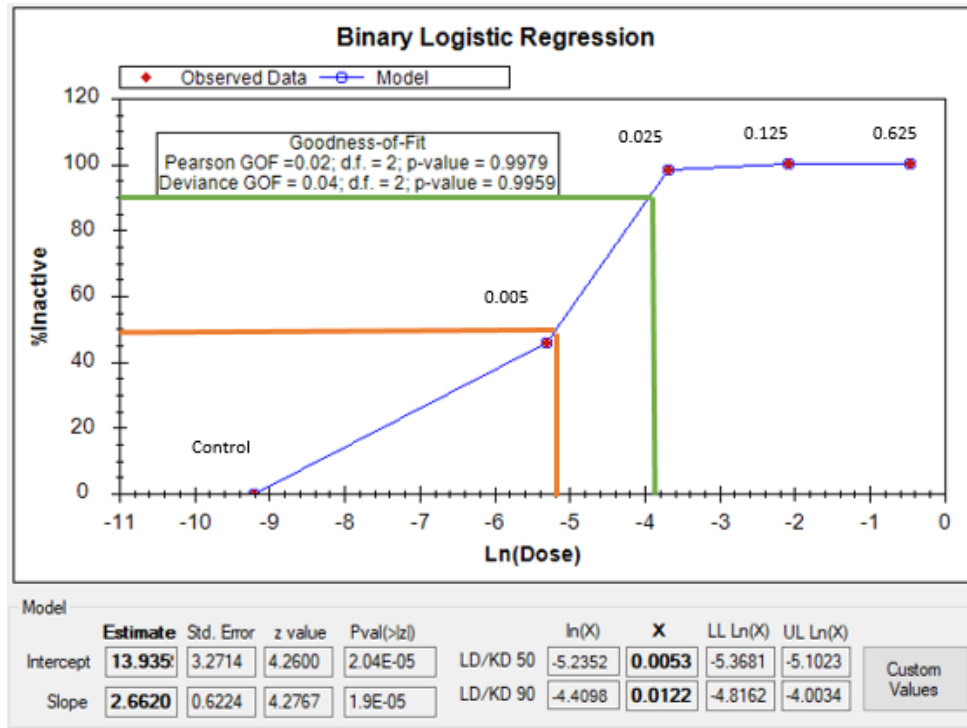 Binary Logistic Regression
Observed Data Model
120
100
80
60
40
20
0
%Inactive
Goodness-of-Fit
Pearson GOF =0.02; d.f. = 2; p-value = 0.9979
Deviance GOF = 0.04; d.f. = 2; p-value = 0.9959
0.025 0.125 0.625
0.005
Control
-11 -10 -9 -8 -7 -6 -5 -4 -3 -2 -1 0
Ln(Dose)
Model
Estimate Std. Error z value Pval(>|z|) ln(X) X LL Ln(X) UL Ln(X)
Intercept 13.935 3.2714 4.2600 2.04E-05 LD/KD 50 -5.2352 0.0053 -5.3681 -5.1023
Slope 2.6620 0.6224 4.2767 1.9E-05 LD/KD 90 -4.4098 0.0122 -4.8162 -4.0034
Custom
Values